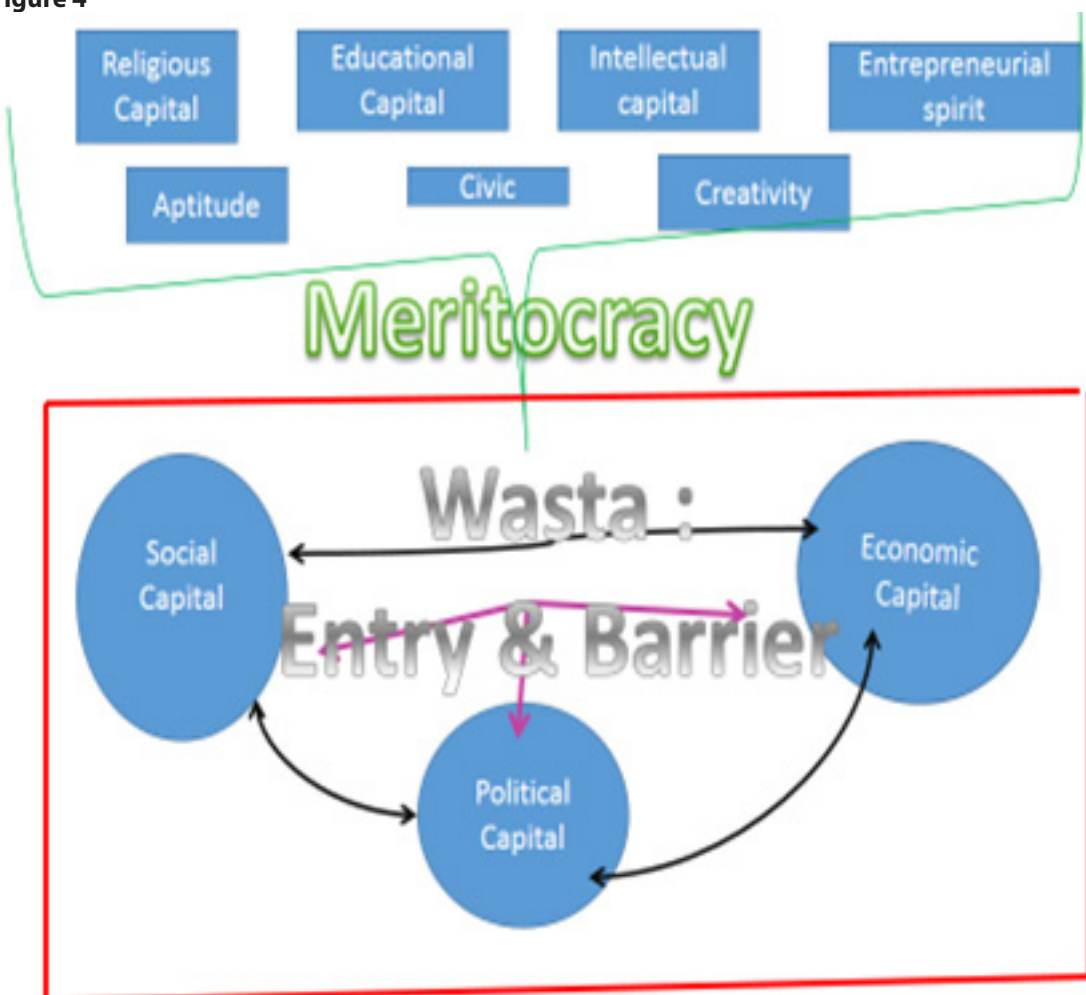 Figure 4
Religious
Capital
Educational
Capital
Intellectual
capital
Entrepreneurial
spirit
Aptitude
Civic
Creativity
Meritocracy
Wasta :
Entry & Barrier
Social
Capital
Economic
Capital
Political
Capital